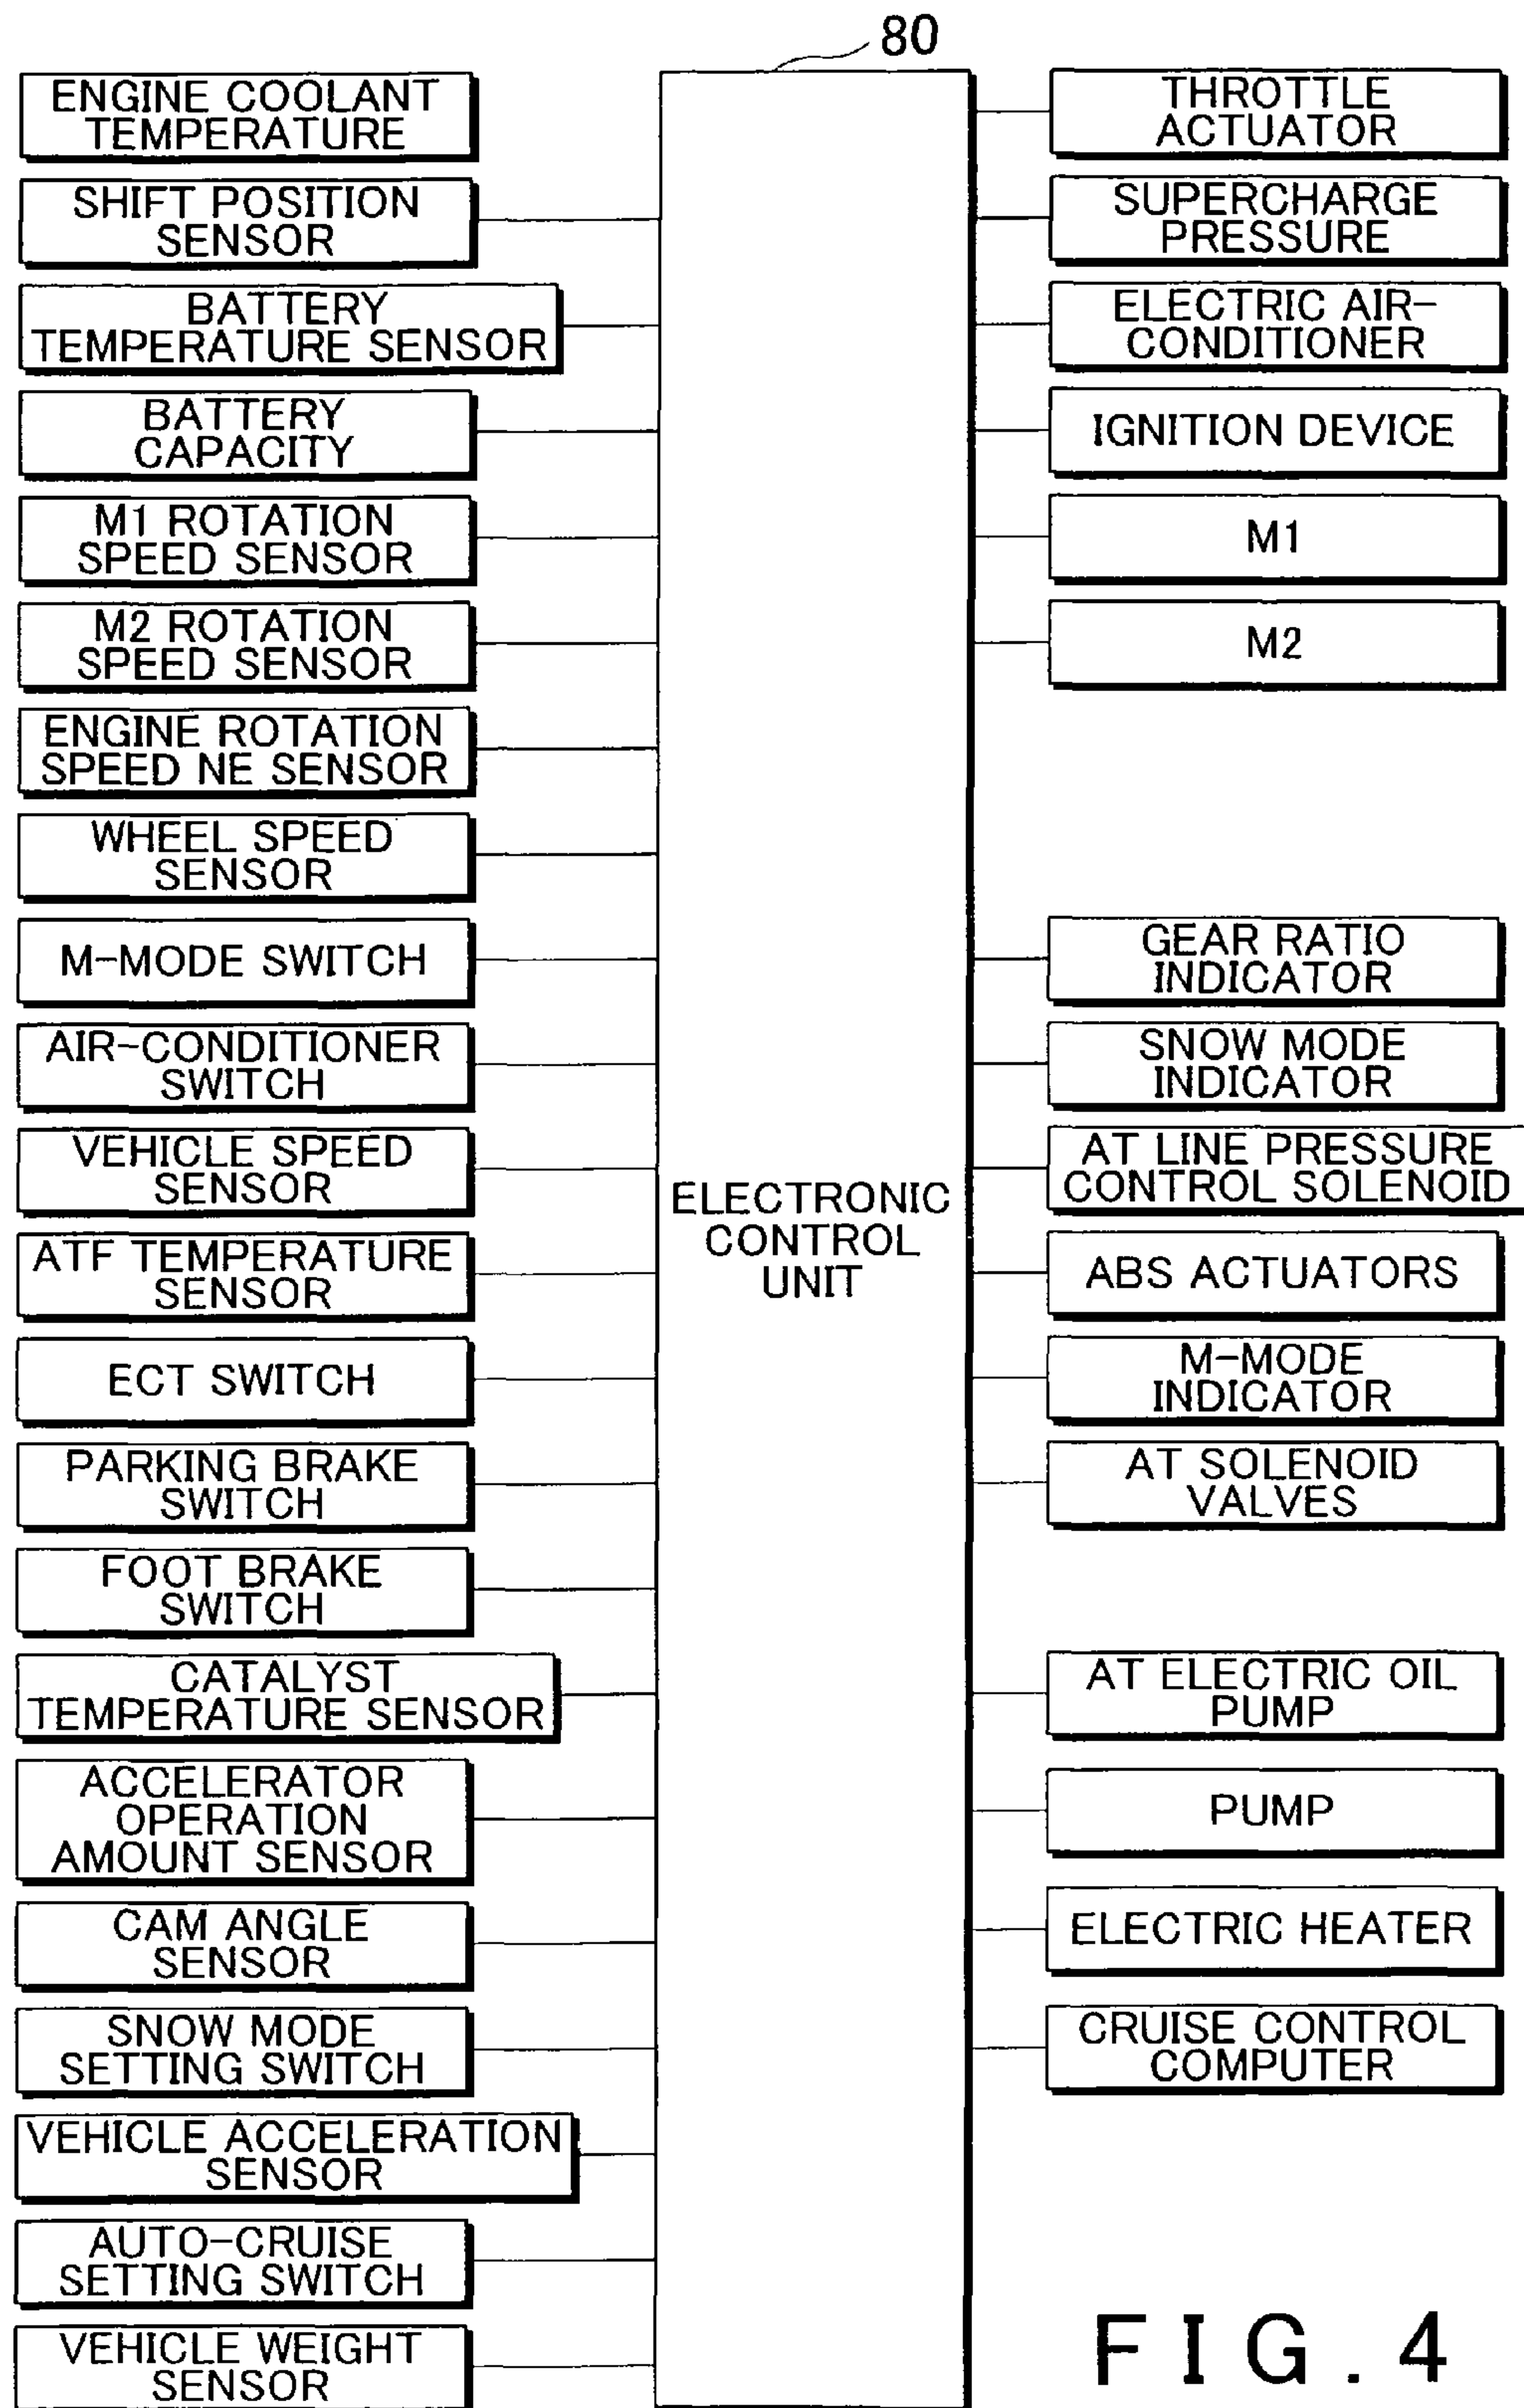 80
ENGINE COOLANT
TEMPERATURE
SHIFT POSITION
SENSOR
BATTERY
TEMPERATURE SENSOR
BATTERY
CAPACITY
M1 ROTATION
SPEED SENSOR
M2 ROTATION
SPEED SENSOR
ENGINE ROTATION
SPEED NE SENSOR
WHEEL SPEED
SENSOR
M-MODE SWITCH
AIR-CONDITIONER
SWITCH
VEHICLE SPEED
SENSOR
ATF TEMPERATURE
SENSOR
ECT SWITCH
PARKING BRAKE
SWITCH
FOOT BRAKE
SWITCH
CATALYST
TEMPERATURE SENSOR
ACCELERATOR
OPERATION
AMOUNT SENSOR
CAM ANGLE
SENSOR
SNOW MODE
SETTING SWITCH
VEHICLE ACCELERATION
SENSOR
AUTO-CRUISE
SETTING SWITCH
VEHICLE WEIGHT
SENSOR
ELECTRONIC
CONTROL
UNIT
THROTTLE
ACTUATOR
SUPERCHARGE
PRESSURE
ELECTRIC AIR-
CONDITIONER
IGNITION DEVICE
M1
M2
GEAR RATIO
INDICATOR
SNOW MODE
INDICATOR
AT LINE PRESSURE
CONTROL SOLENOID
ABS ACTUATORS
M-MODE
INDICATOR
AT SOLENOID
VALVES
AT ELECTRIC OIL
PUMP
PUMP
ELECTRIC HEATER
CRUISE CONTROL
COMPUTER
FIG. 4